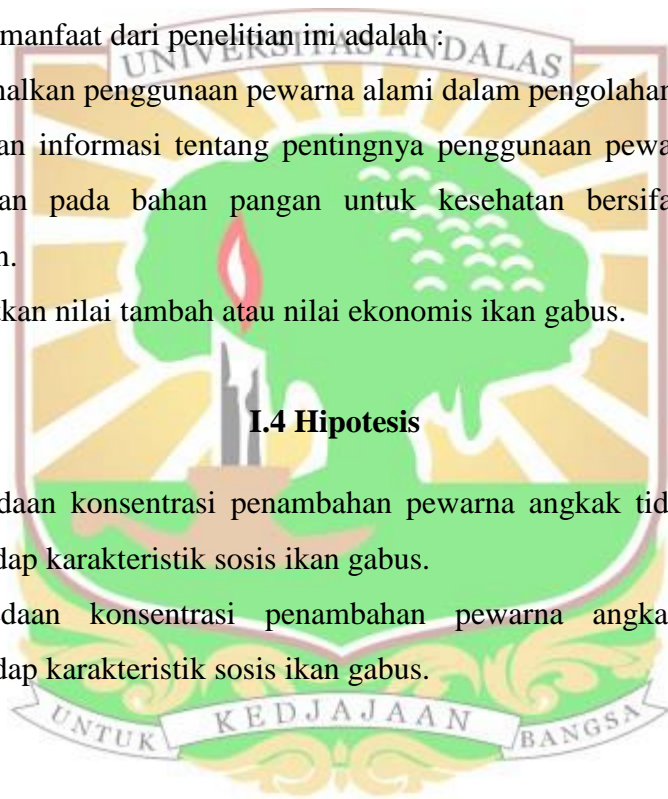 manfaat dari penelitian ini adalah :
UNIVERSITAS ANDALAS
nalkan penggunaan pewarna alami dalam pengolahan
an informasi tentang pentingnya penggunaan pewa
an pada bahan pangan untuk kesehatan bersifa
n.
tkan nilai tambah atau nilai ekonomis ikan gabus.
I.4 Hipotesis
daan konsentrasi penambahan pewarna angkak tid
dap karakteristik sosis ikan gabus.
edaan konsentrasi penambahan pewarna angka
dap karakteristik sosis ikan gabus.
UNTUK KEDJAJAAN BANGSA